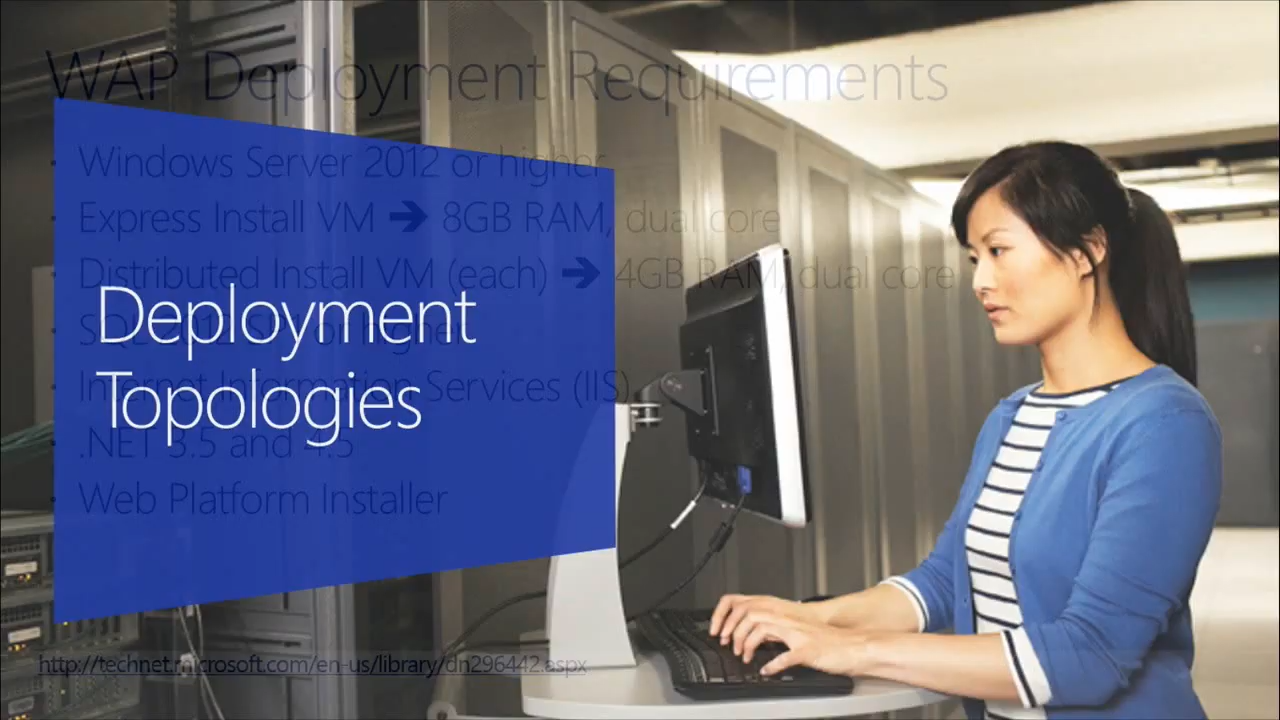 WAP Deployment Requirements
Windows Server 2012 or higher
Express Install VM → 8GB RAM, dual core
Distributed Install VM (each) → 4GB RAM, dual core
or higher
Deployment
Topologies
Internet Information Services (IIS)
.NET 3.5 and 4.5
Web Platform Installer
http://technet.microsoft.com/en-us/library/dn296442.aspx